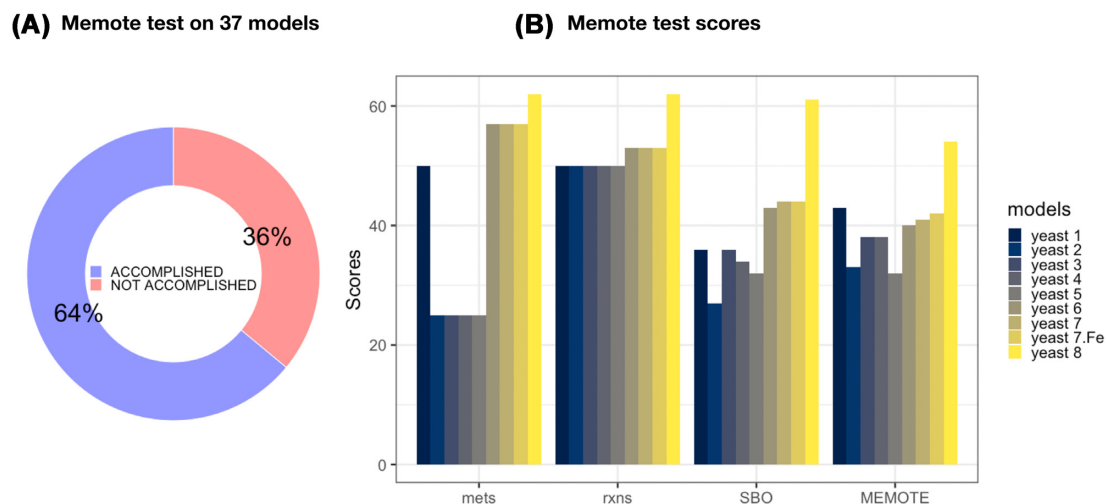 (A) Memote test on 37 models
36%
ACCOMPLISHED
NOT ACCOMPLISHED
64%
(B) Memote test scores
Scores
60
40
20
0
mets rxns SBO MEMOTE
models
yeast 1
yeast 2
yeast 3
yeast 4
yeast 5
yeast 6
yeast 7
yeast 7.Fe
yeast 8